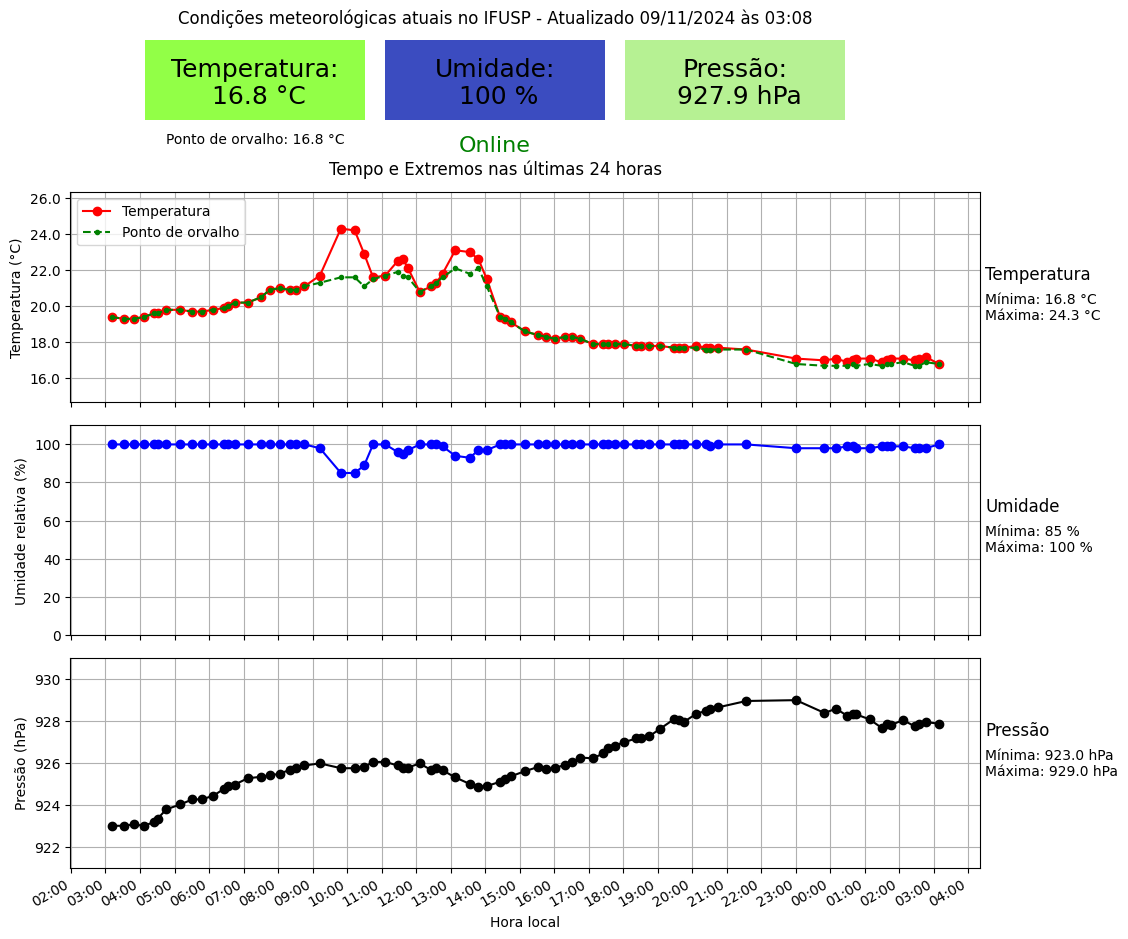 Condições meteorológicas atuais no IFUSP - Atualizado 09/11/2024 às 03:08
Temperatura:
16.8 °C
Umidade:
100 %
Pressão:
927.9 hPa
Ponto de orvalho: 16.8 °C
Online
Tempo e Extremos nas últimas 24 horas
Temperatura (°C)
26.0
24.0
22.0
20.0
18.0
16.0
Temperatura
Ponto de orvalho
Temperatura
Mínima: 16.8 °C
Máxima: 24.3 °C
Umidade relativa (%)
100
80
60
40
20
0
Umidade
Mínima: 85 %
Máxima: 100 %
Pressão (hPa)
930
928
926
924
922
Pressão
Mínima: 923.0 hPa
Máxima: 929.0 hPa
02:00 03:00 04:00 05:00 06:00 07:00 08:00 09:00 10:00 11:00 12:00 13:00 14:00 15:00 16:00 17:00 18:00 19:00 20:00 21:00 22:00 23:00 00:00 01:00 02:00 03:00 04:00
Hora local